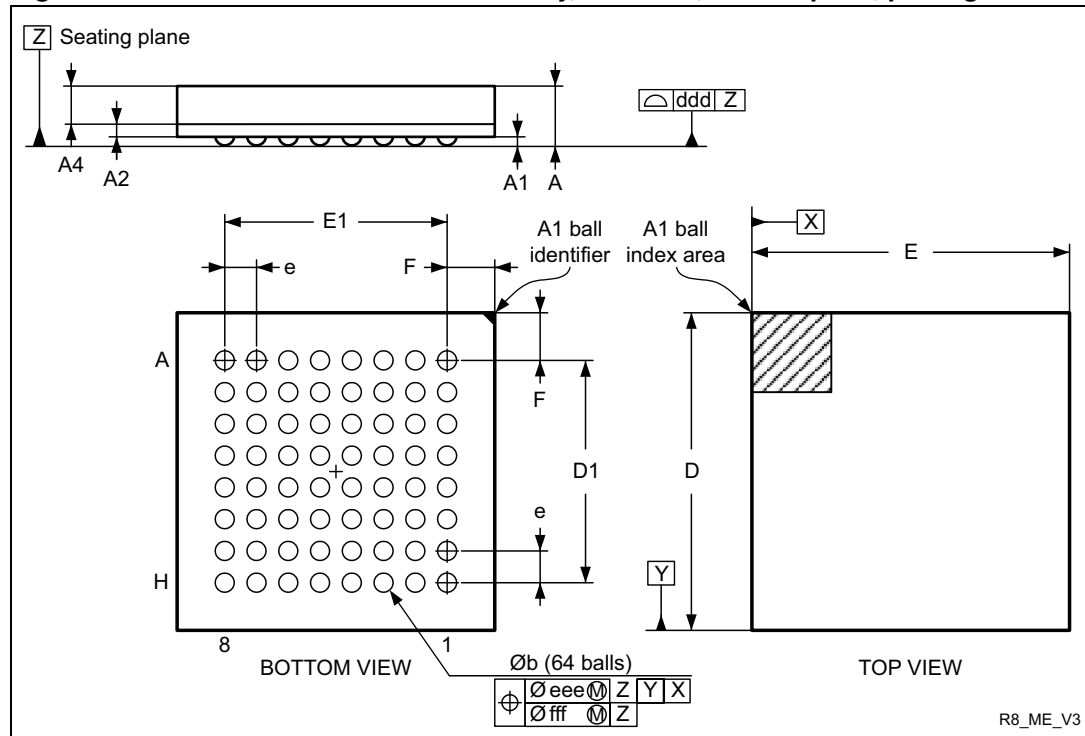 Z Seating plane
ddd Z
A4
A2
A1
A
E1
e
F
A1 ball identifier
A1 ball index area
X
E
A
F
D1
D
e
H
Y
8
1
BOTTOM VIEW
Øb (64 balls)
TOP VIEW
Ø eee Ⓜ Z Y X
Ø fff Ⓜ Z
R8_ME_V3